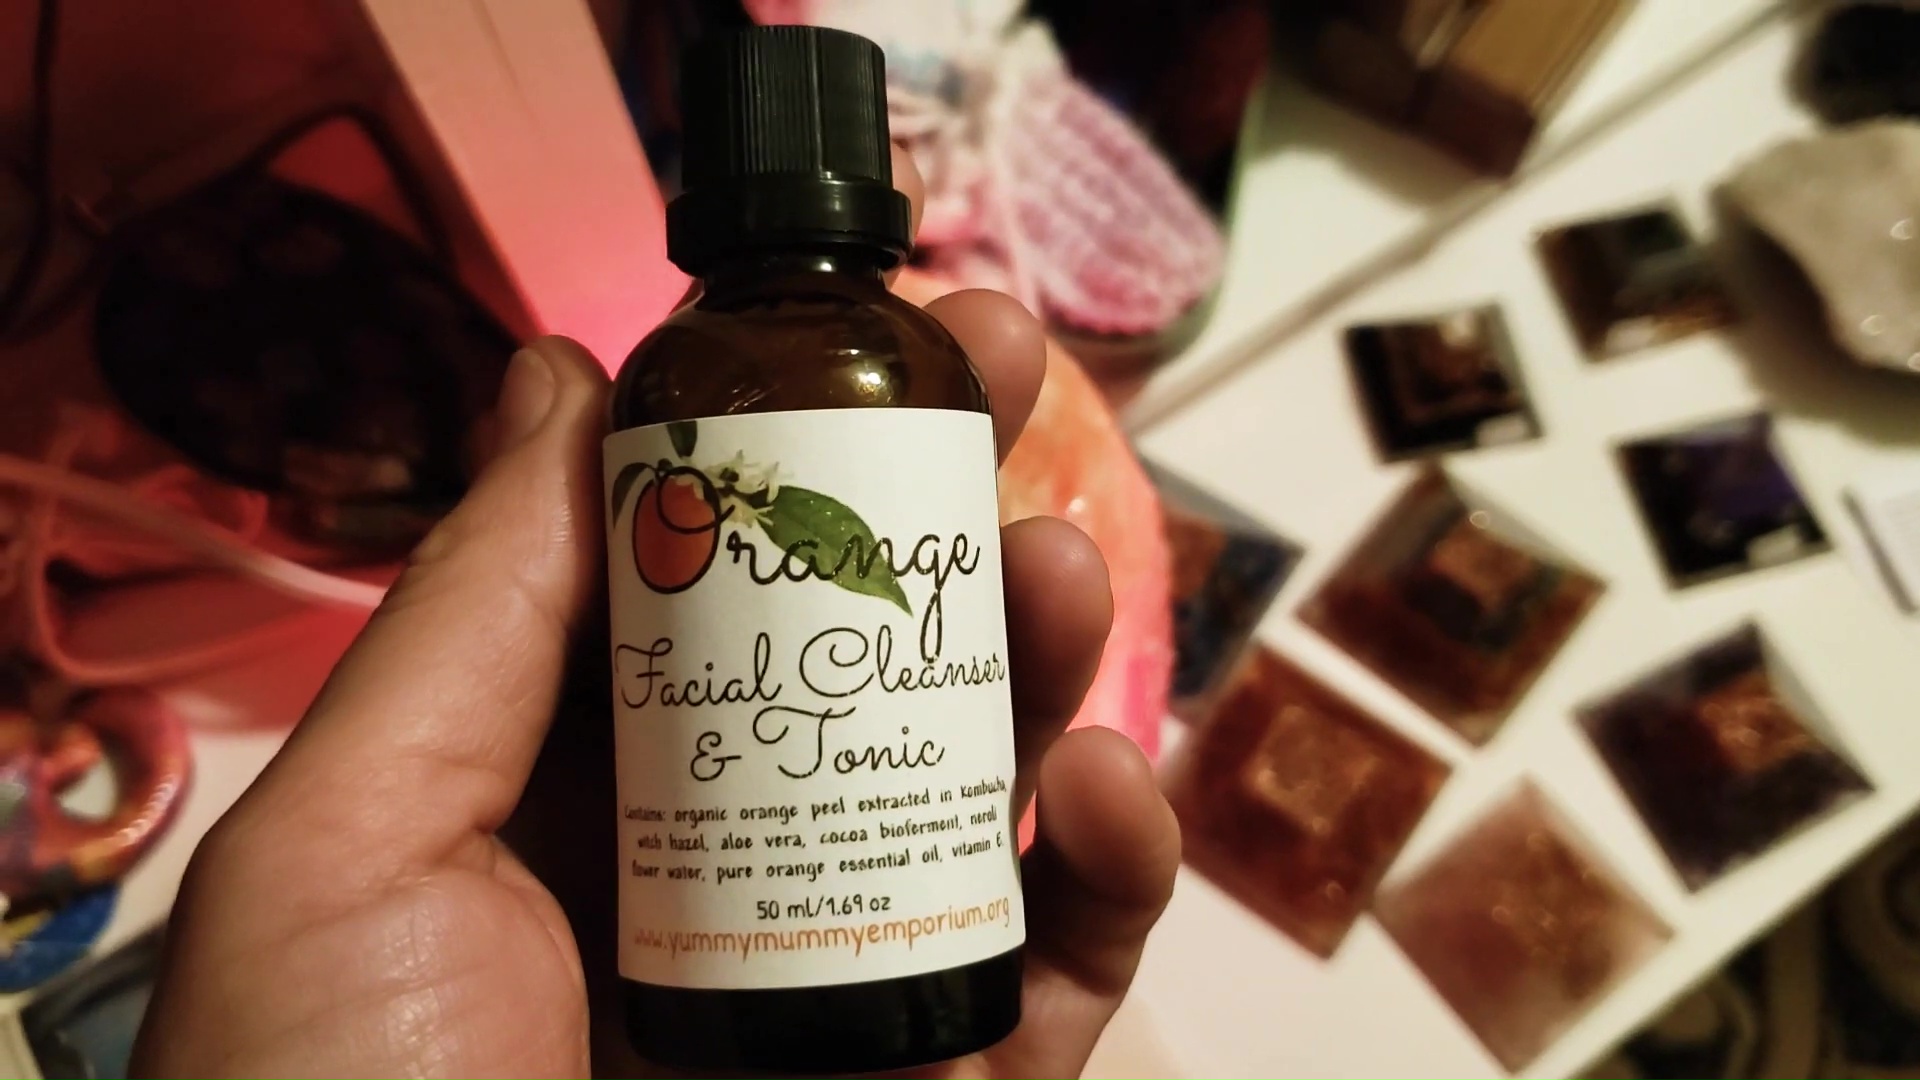 Orange
Facial Cleanser
& Tonic
Contains: organic orange peel extracted in Kombucha,
witch hazel, aloe vera, cocoa bioferment, neroli
flower water, pure orange essential oil, vitamin E.
50 ml/1.69 oz
www.yummymummyemporium.org